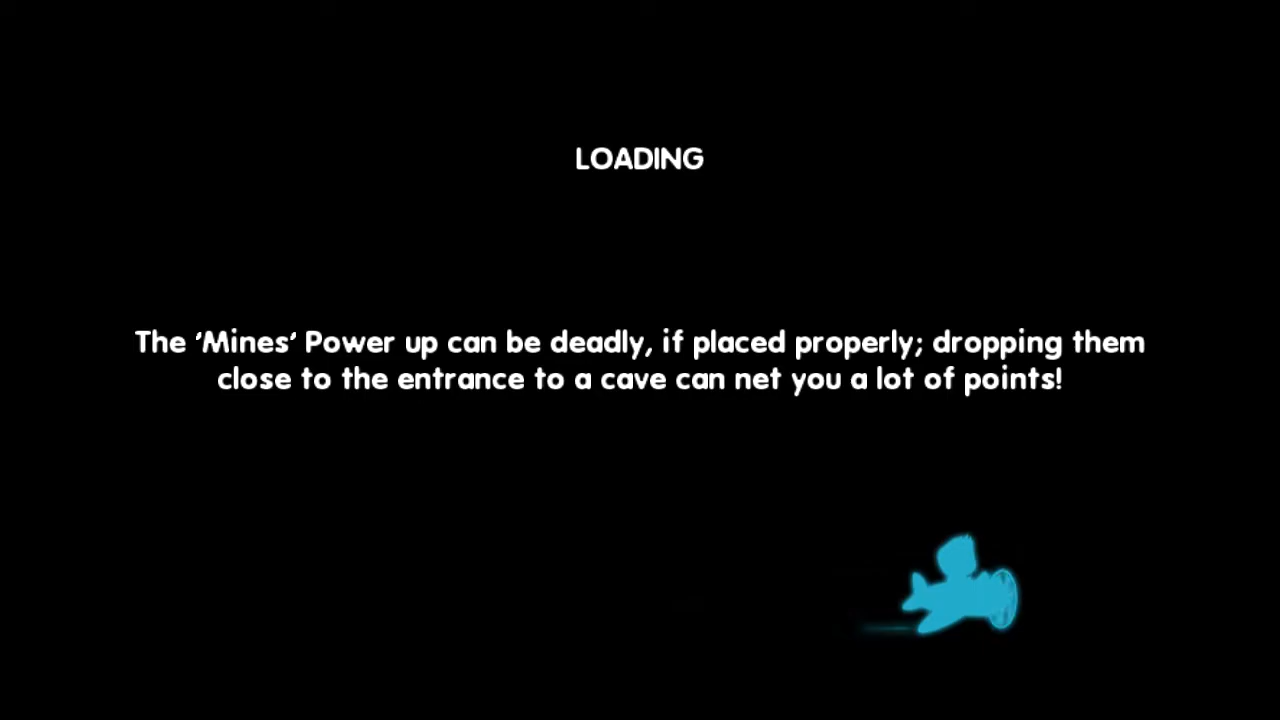 LOADING
The 'Mines' Power up can be deadly, if placed properly; dropping them
close to the entrance to a cave can net you a lot of points!